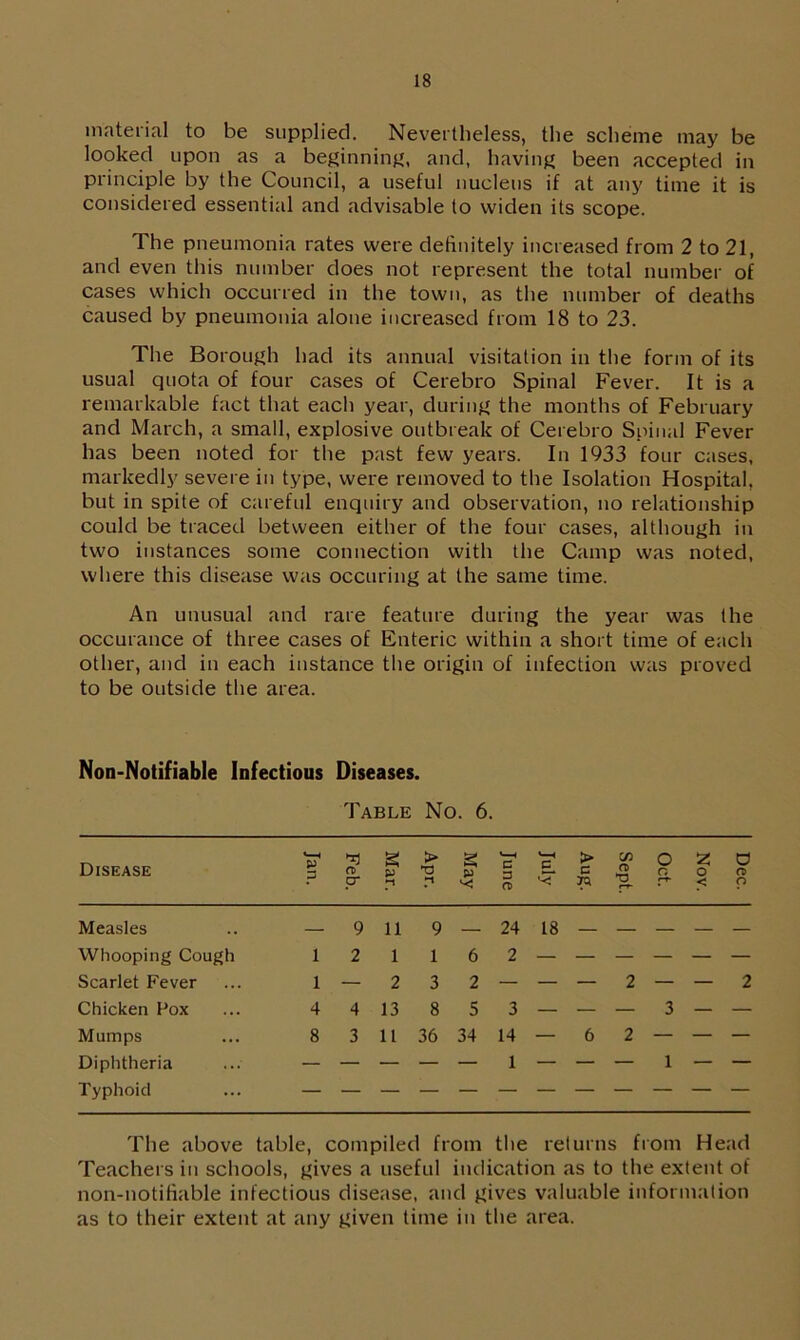 18
material to be supplied. Nevertheless, the scheme may be
looked upon as a beginning, and, having been accepted in
principle by the Council, a useful nucleus if at any time it is
considered essential and advisable to widen its scope.
The pneumonia rates were definitely increased from 2 to 21,
and even this number does not represent the total number of
cases which occurred in the town, as the number of deaths
caused by pneumonia alone increased from 18 to 23.
The Borough had its annual visitation in the form of its
usual quota of four cases of Cerebro Spinal Fever. It is a
remarkable fact that each year, during the months of February
and March, a small, explosive outbreak of Cerebro Spinal Fever
has been noted for the past few years. In 1933 four cases,
markedly severe in type, were removed to the Isolation Hospital,
but in spite of careful enquiry and observation, no relationship
could be traced between either of the four cases, although in
two instances some connection with the Camp was noted,
where this disease was occuring at the same time.
An unusual and rare feature during the year was the
occurance of three cases of Enteric within a short time of each
other, and in each instance the origin of infection was proved
to be outside the area.
Non-Notifiable Infectious Diseases.
Table No. 6.
Disease Jan. Feb. Mar. Apr. May June July Aug. Sept. Oct. Nov. Dec.
Measles .. — 9 11 9 — 24 18 — — — — —
Whooping Cough 1 2 1 1 6 2 — — — — — —
Scarlet Fever ... 1 — 2 3 2 — — — 2 — — 2
Chicken Pox ... 4 4 13 8 5 3 — — — 3 — —
Mumps ... 8 3 11 36 34 14 — 6 2 — — —
Diphtheria ... — — — — — 1 — — — 1 — —
Typhoid ... — — — — — — — — — — — —
The above table, compiled from the returns from Head
Teachers in schools, gives a useful indication as to the extent of
non-notifiable infectious disease, and gives valuable information
as to their extent at any given time in the area.